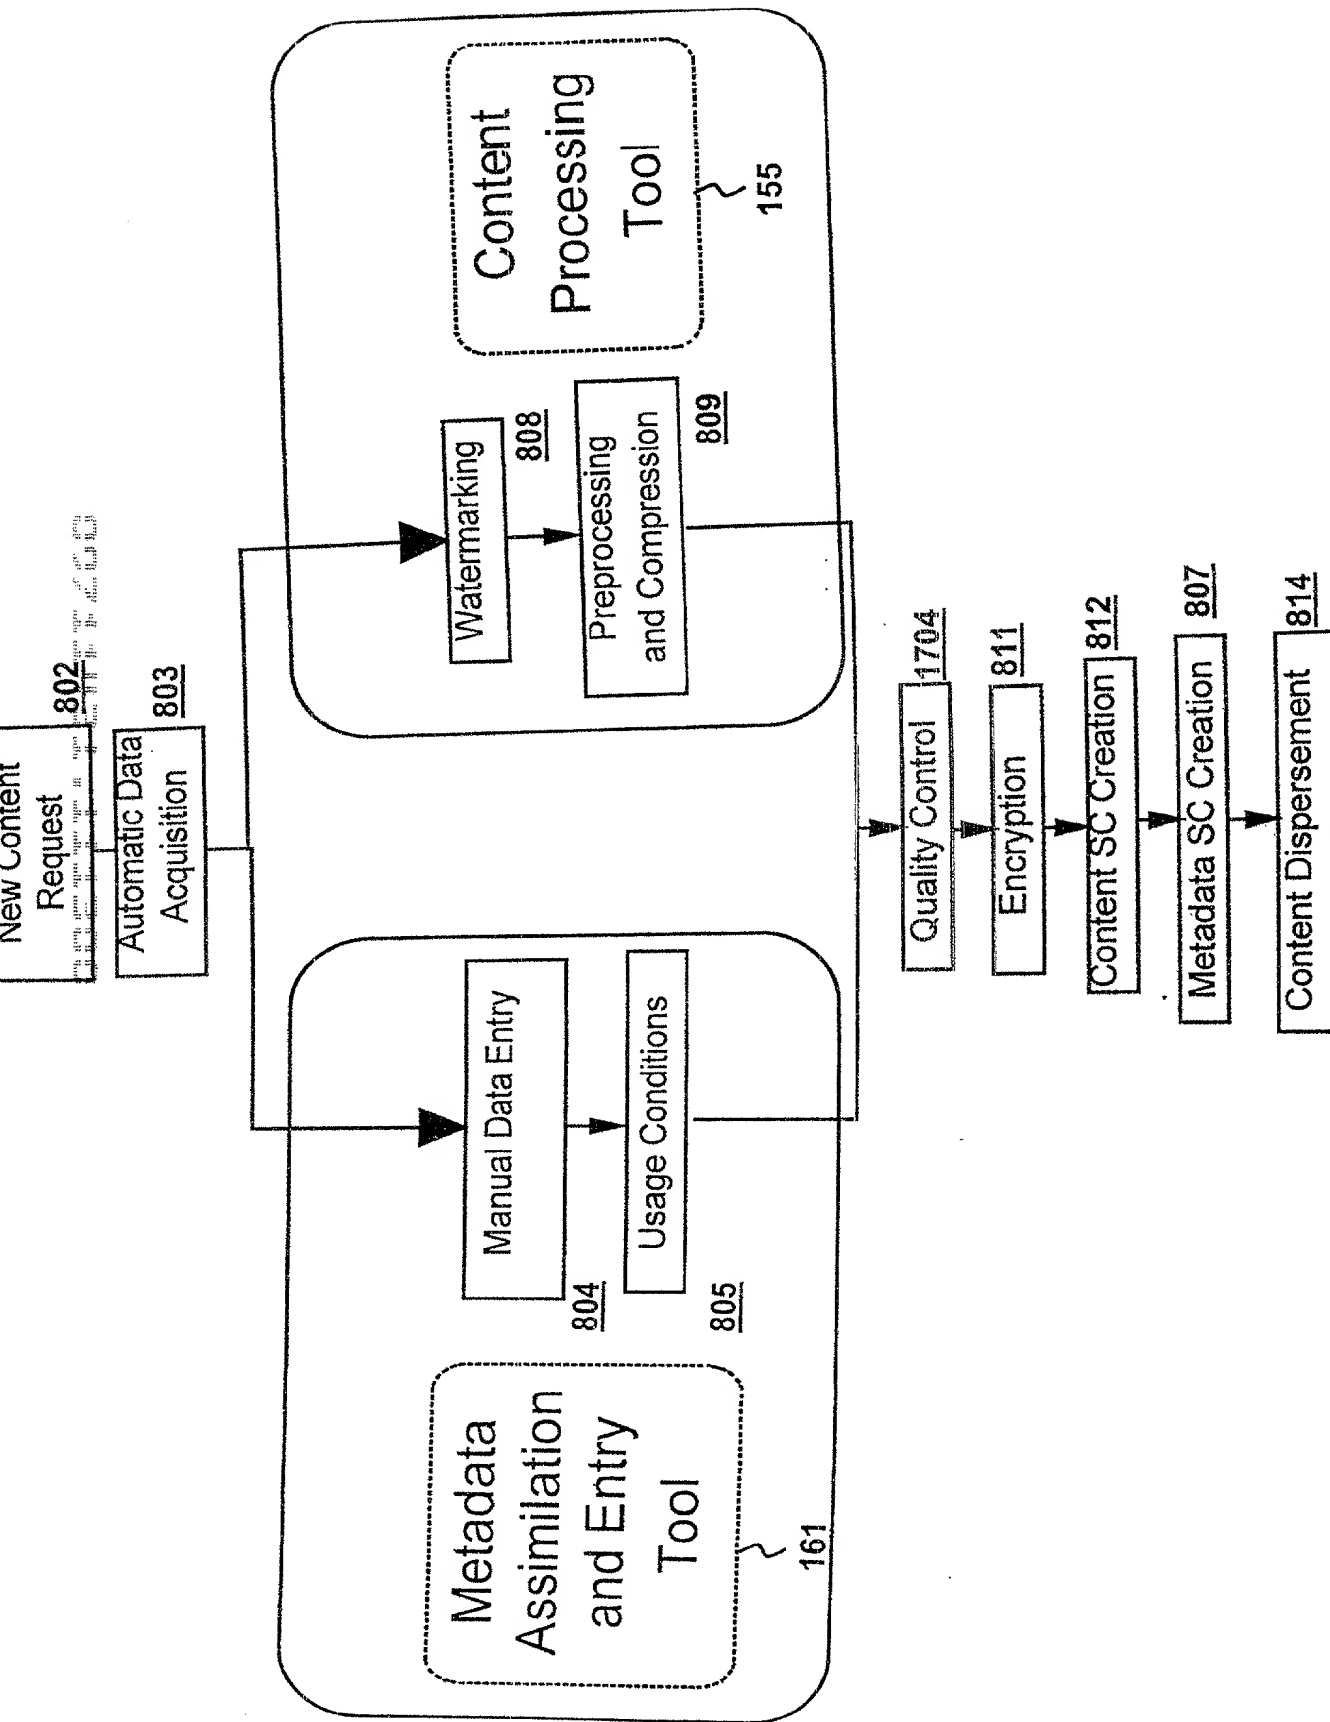 New Content
Request
802
Automatic Data
Acquisition
803
Metadata
Assimilation
and Entry
Tool
161
Manual Data Entry
804
Usage Conditions
805
Watermarking
808
Preprocessing
and Compression
809
Content
Processing
Tool
155
Quality Control
1704
Encryption
811
Content SC Creation
812
Metadata SC Creation
807
Content Dispersement
814